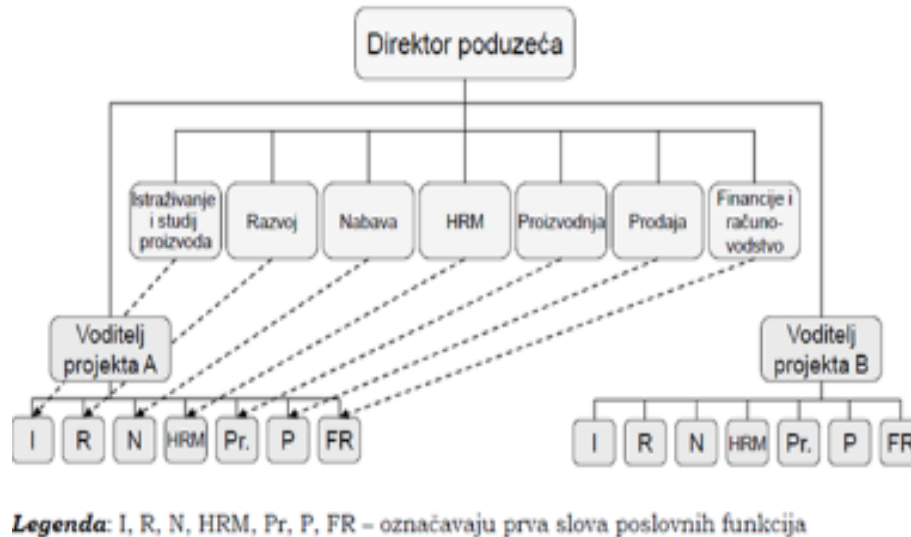 Direktor poduzeća
Istraživanje
i studij
proizvoda
Razvoj
Nabava
HRM
Proizvodnja
Prodaja
Financije i
računo-
vodstvo
Voditelj
projekta A
Voditelj
projekta B
I
R
N
HRM
Pr.
P
FR
I
R
N
HRM
Pr.
P
FR
Legenda: I, R, N, HRM, Pr, P, FR – označavaju prva slova poslovnih funkcija